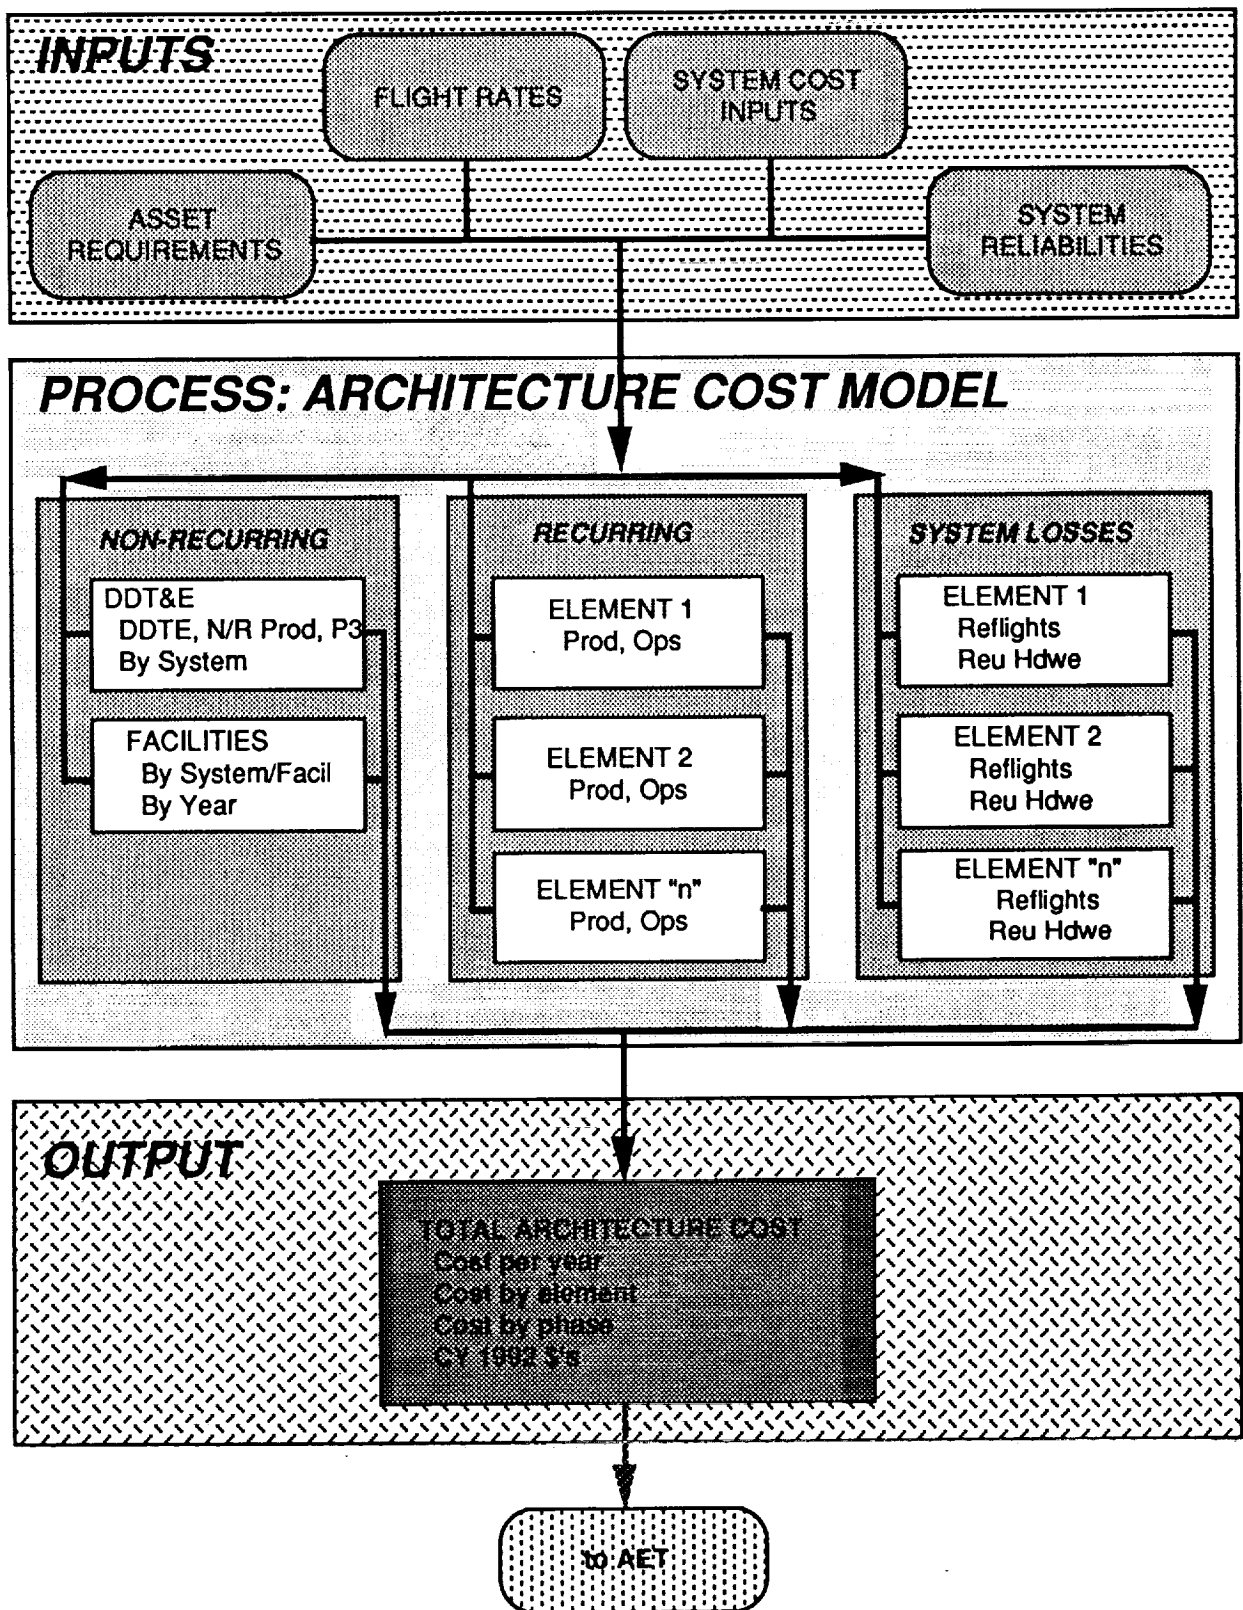 INPUTS
FLIGHT RATES
SYSTEM COST
INPUTS
ASSET
REQUIREMENTS
SYSTEM
RELIABILITIES
PROCESS: ARCHITECTURE COST MODEL
NON-RECURRING
DDT&E
DDTE, N/R Prod, P3
By System
FACILITIES
By System/Facil
By Year
RECURRING
ELEMENT 1
Prod, Ops
ELEMENT 2
Prod, Ops
ELEMENT "n"
Prod, Ops
SYSTEM LOSSES
ELEMENT 1
Reflights
Reu Hdwe
ELEMENT 2
Reflights
Reu Hdwe
ELEMENT "n"
Reflights
Reu Hdwe
OUTPUT
TOTAL ARCHITECTURE COST
Cost per year
Cost by element
Cost by phase
CY 1992 $'s
to AET